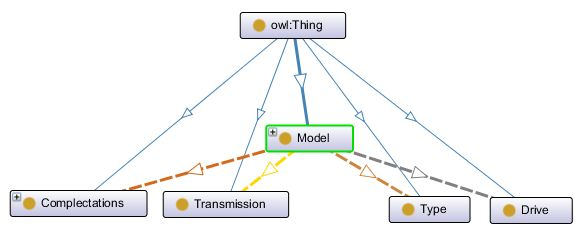 owl:Thing
Model
Complectations
Transmission
Type
Drive